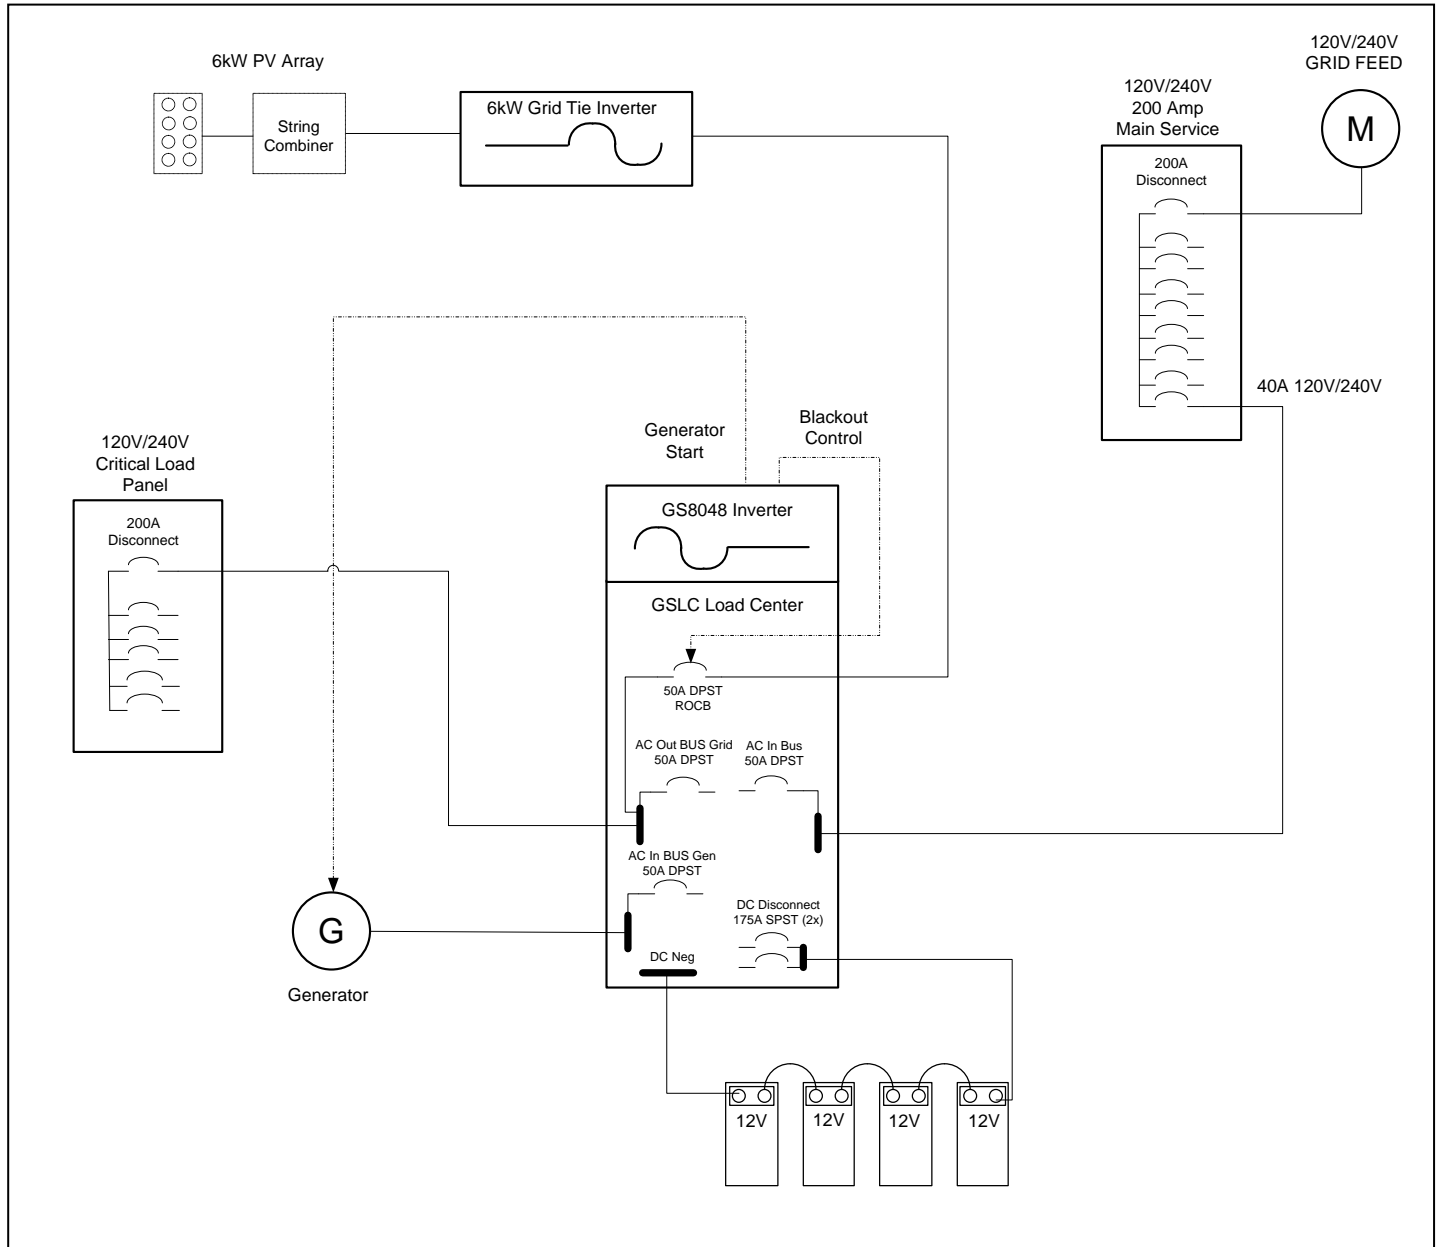 120V/240V
GRID FEED
6kW PV Array
120V/240V
200 Amp
Main Service
6kW Grid Tie Inverter
String
Combiner
M
200A
Disconnect
40A 120V/240V
Blackout
Control
Generator
Start
120V/240V
Critical Load
Panel
GS8048 Inverter
200A
Disconnect
GSLC Load Center
50A DPST
ROCB
AC Out BUS Grid
50A DPST
AC In Bus
50A DPST
AC In BUS Gen
50A DPST
DC Disconnect
175A SPST (2x)
G
DC Neg
Generator
12V
12V
12V
12V